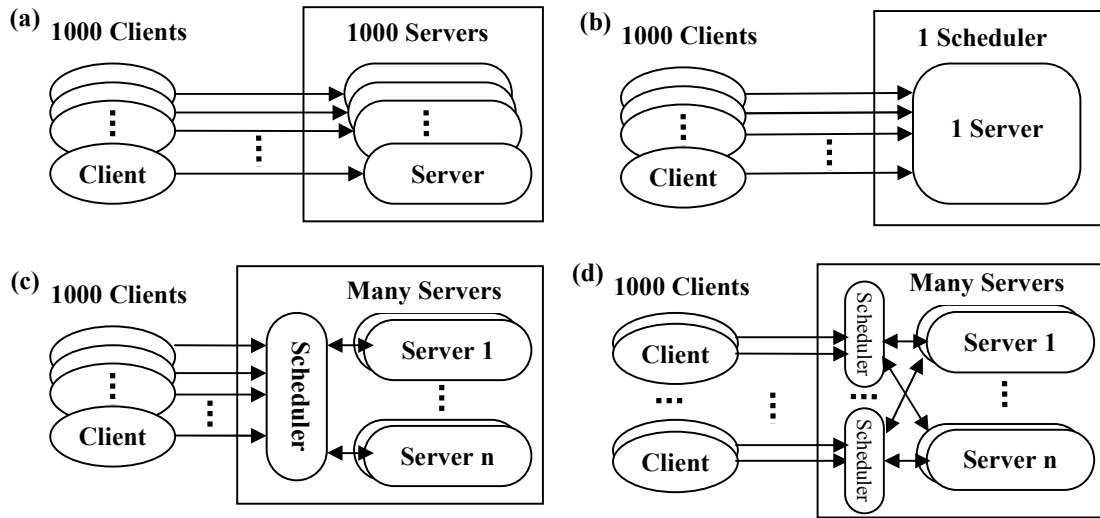 (a)
1000 Clients
1000 Servers
Client
Server
(b)
1000 Clients
1 Scheduler
1 Server
Client
(c)
1000 Clients
Many Servers
Scheduler
Server 1
Client
Server n
(d)
1000 Clients
Many Servers
Scheduler
Server 1
Client
Scheduler
Client
Server n